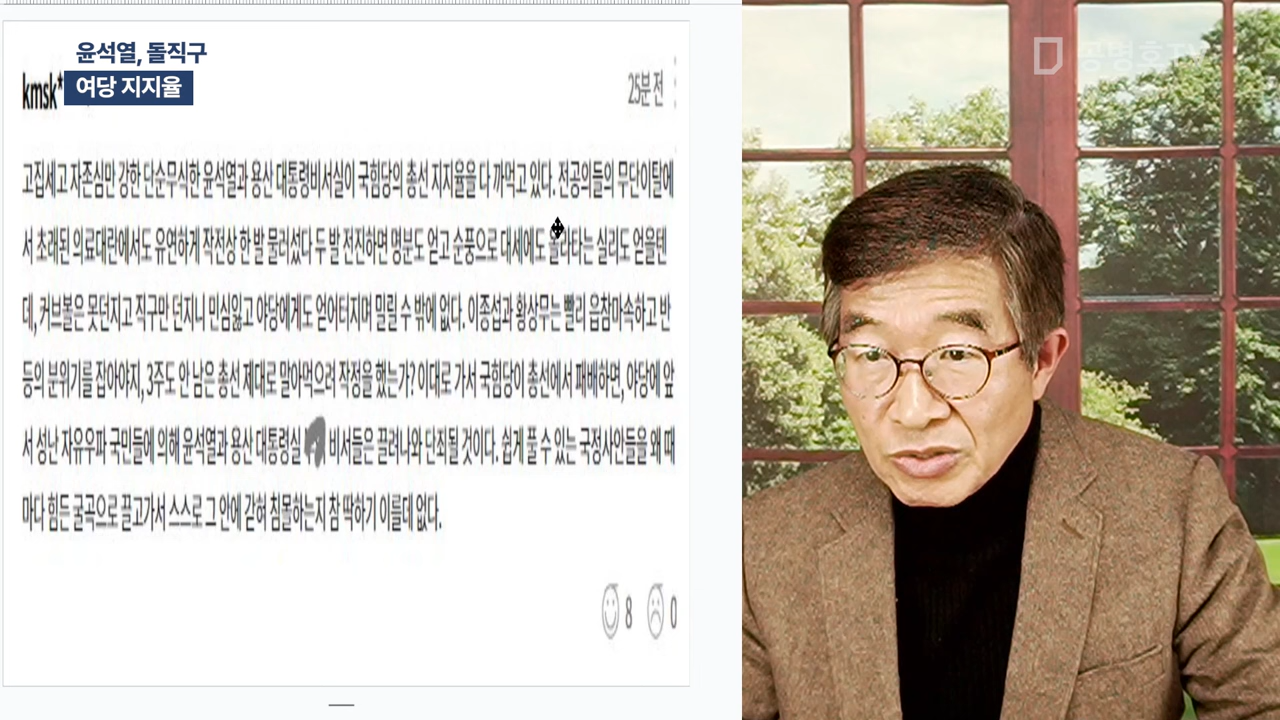 윤석열, 돌직구
여당 지지율
kmsk*
25분 전
고집세고 자존심만 강한 단순무식한 윤석열과 용산 대통령비서실이 국힘당의 총선 지지율을 다 까먹고 있다. 전공의들의 무단이탈에
서 초래된 의료대란에서도 유연하게 작전상 한 발 물러섰다 두 발 전진하면 명분도 얻고 순풍으로 대세에도 올라타는 실리도 얻을텐
데, 커브볼은 못던지고 직구만 던지니 민심잃고 야당에게도 얻어터지며 밀릴 수 밖에 없다. 이종섭과 황상무는 빨리 읍참마속하고 반
등의 분위기를 잡아야지, 3주도 안 남은 총선 제대로 말아먹으려 작정을 했는가? 이대로 가서 국힘당이 총선에서 패배하면, 야당에 앞
서 성난 자유우파 국민들에 의해 윤석열과 용산 대통령실 비서들은 끌려나와 단죄될 것이다. 쉽게 풀 수 있는 국정사안들을 왜 때
마다 힘든 굴곡으로 끌고가서 스스로 그 안에 갇혀 침몰하는지 참 딱하기 이를데 없다.
8 0
공병호TV